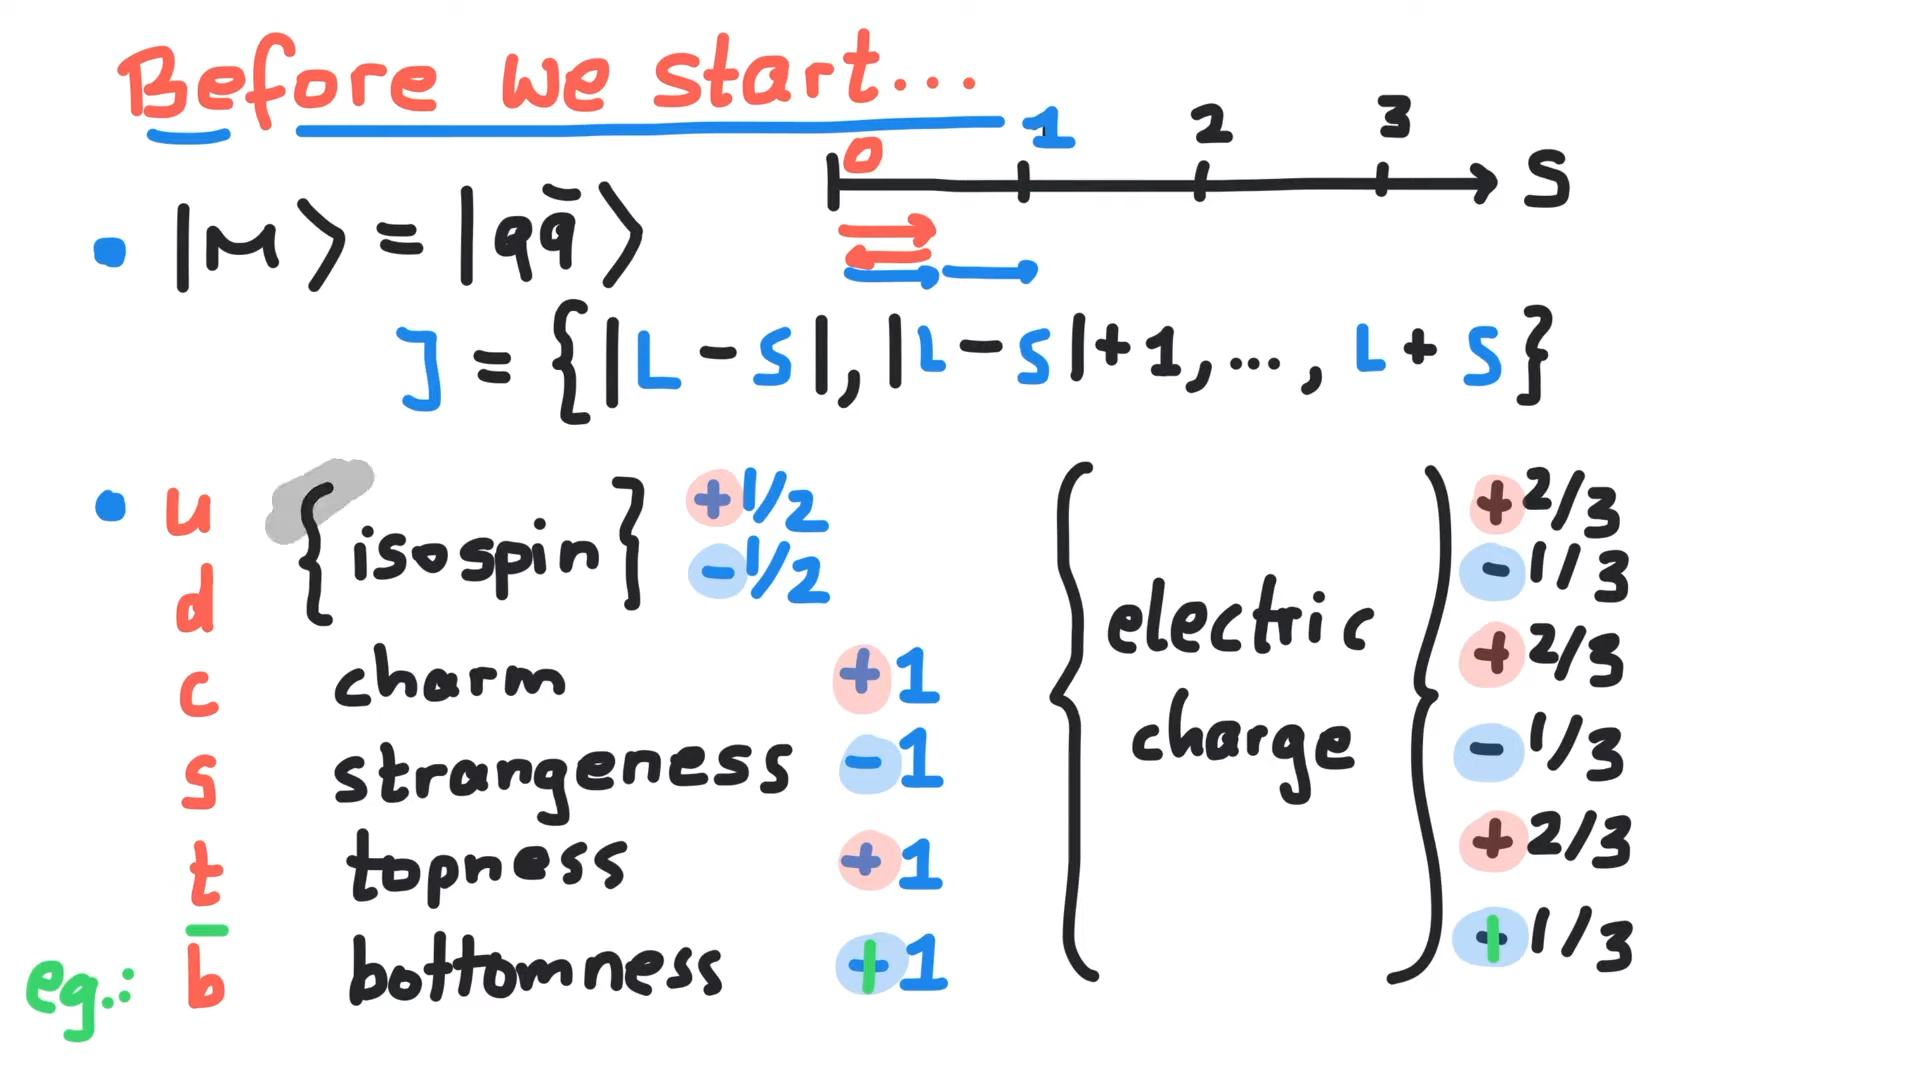 Before we start...
0 1 2 3 S
• |M⟩ = |qq̄⟩
J = {|L - S|, |L - S| + 1, ..., L + S}
• u { isospin } +1/2 { electric charge } +2/3
d -1/2 -1/3
c charm +1 +2/3
s strangeness -1 -1/3
t topness +1 +2/3
eg.: b̄ bottomness +1 +1/3